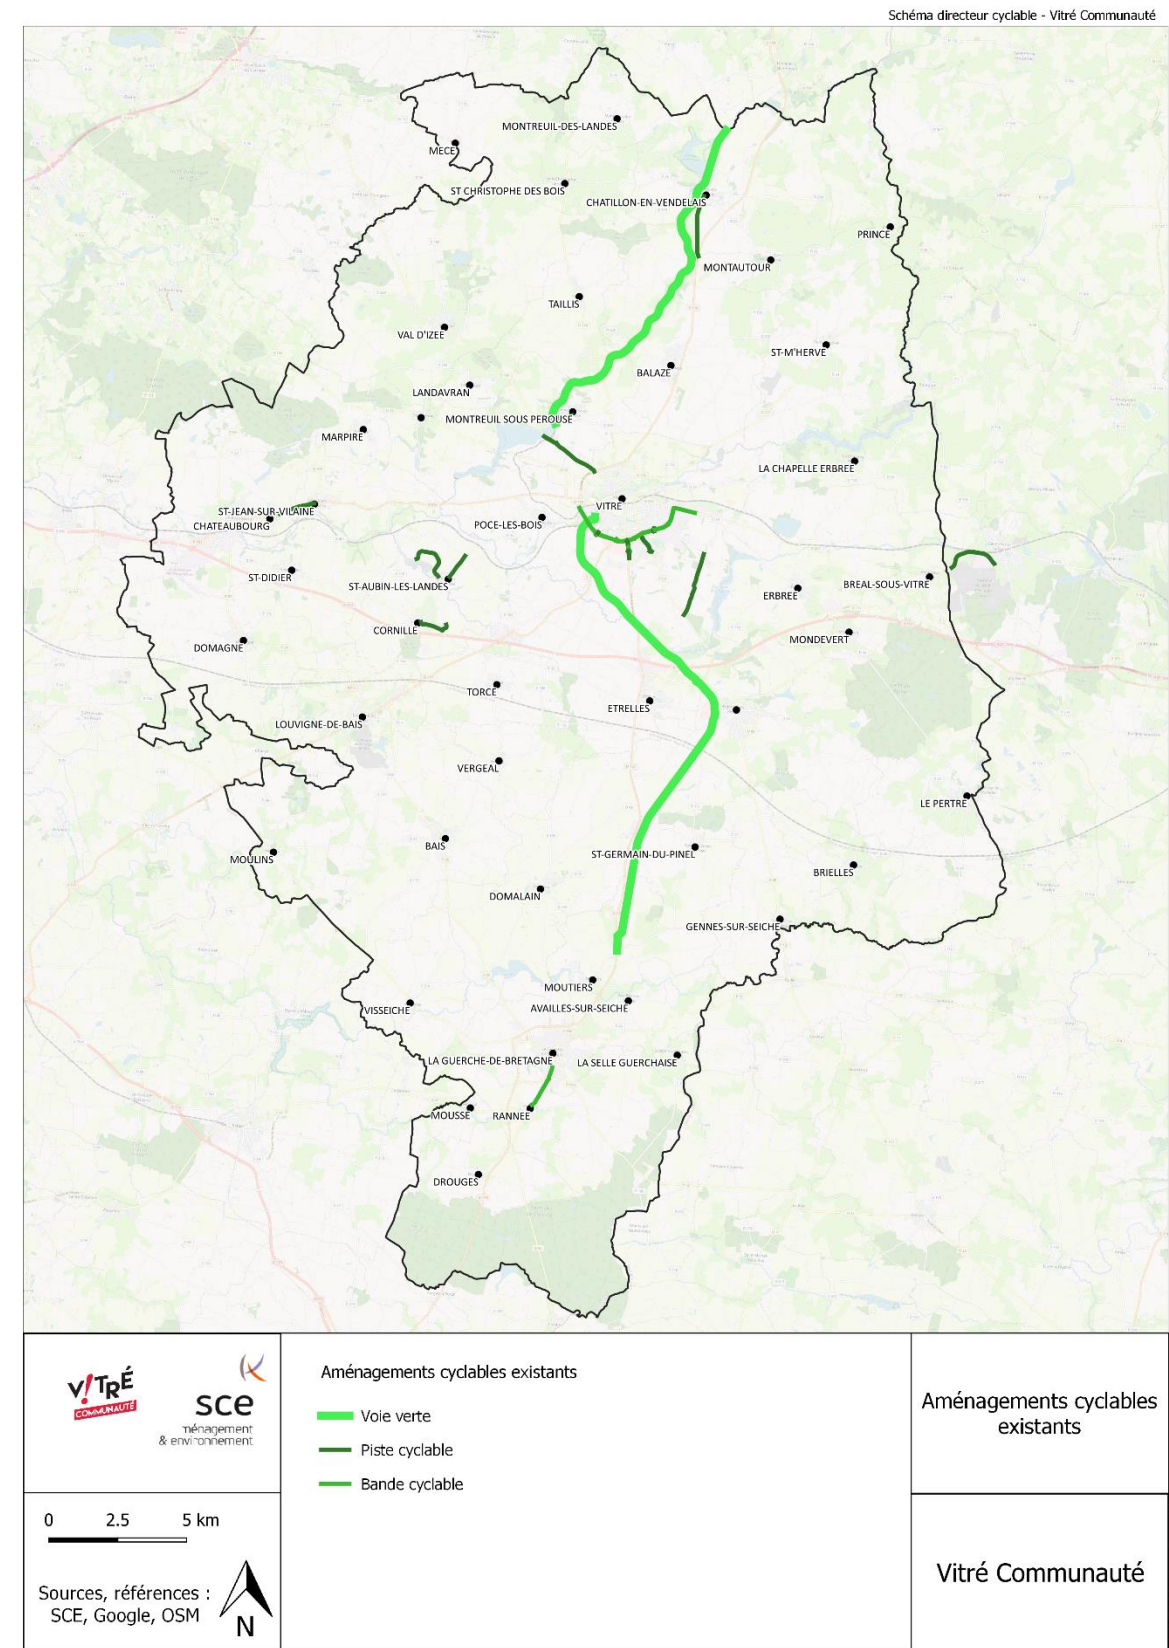 Schéma directeur cyclable - Vitré Communauté
MONTREUIL-DES-LANDES
MECE
ST CHRISTOPHE DES BOIS
CHATILLON-EN-VENDELAIS
PRINCE
MONTAUTOUR
TAILLIS
VAL D'IZEE
ST-M'HERVE
BALAZE
LANDAVRAN
MONTREUIL SOUS PEROUSE
MARPIRE
LA CHAPELLE ERBREE
VITRE
ST-JEAN-SUR-VILAINE
CHATEAUBOURG
POCE-LES-BOIS
ST-DIDIER
ST-AUBIN-LES-LANDES
BREAL-SOUS-VITRE
ERBREE
CORNILLE
MONDEVERT
DOMAGNE
TORCE
ETRELLES
LOUVIGNE-DE-BAIS
VERGEAL
LE PERTRE
BAIS
ST-GERMAIN-DU-PINEL
MOULINS
BRIELLES
DOMALAIN
GENNES-SUR-SEICHE
MOUTIERS
VISSEICHE
AVAILLES-SUR-SEICHE
LA GUERCHE-DE-BRETAGNE
LA SELLE GUERCHAISE
MOUSSE
RANNEE
DROUGES
V!TRÉ
COMMUNAUTÉ
sce
ménagement
& environnement
0 2.5 5 km
Sources, références :
SCE, Google, OSM
N
Aménagements cyclables existants
Voie verte
Piste cyclable
Bande cyclable
Aménagements cyclables
existants
Vitré Communauté